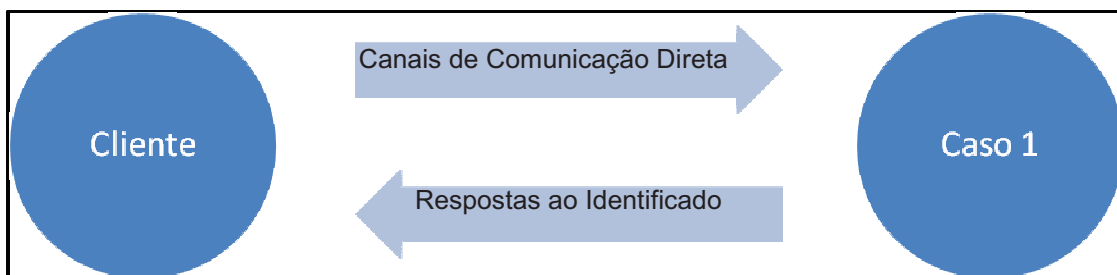 Canais de Comunicação Direta
Cliente
Caso 1
Respostas ao Identificado